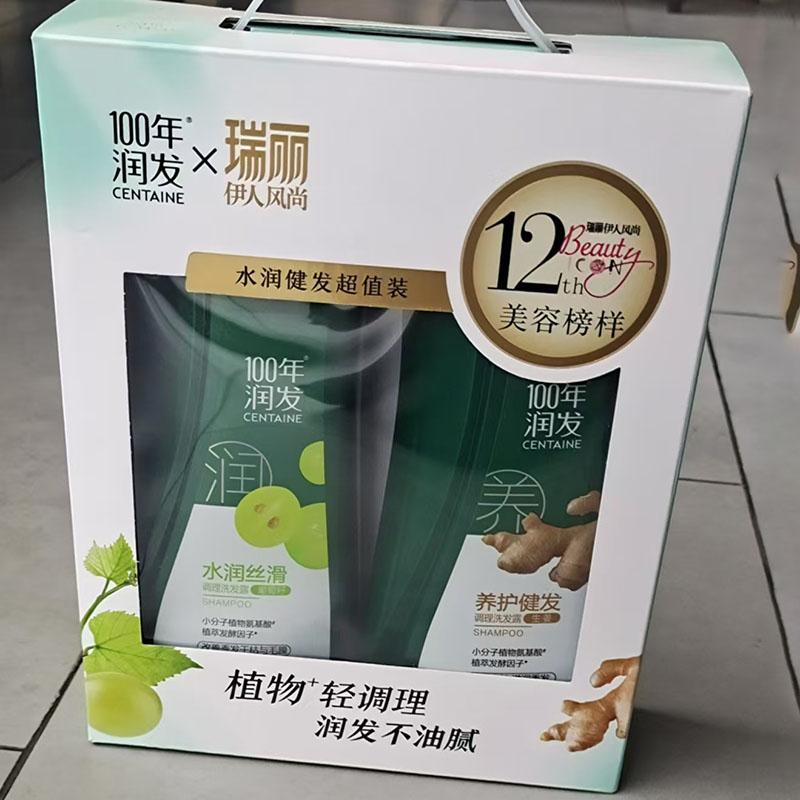 100年®
润发
CENTAINE
×
瑞丽
伊人风尚
瑞丽伊人风尚
12th
Beauty
ICON
美容榜样
水润健发超值装
100年®
润发
CENTAINE
润
水润丝滑
调理洗发露 葡萄籽
SHAMPOO
小分子植物氨基酸*
植萃发酵因子*
100年
润发
CENTAINE
养
养护健发
调理洗发露 生姜
SHAMPOO
小分子植物氨基酸*
植萃发酵因子*
植物+轻调理
润发不油腻